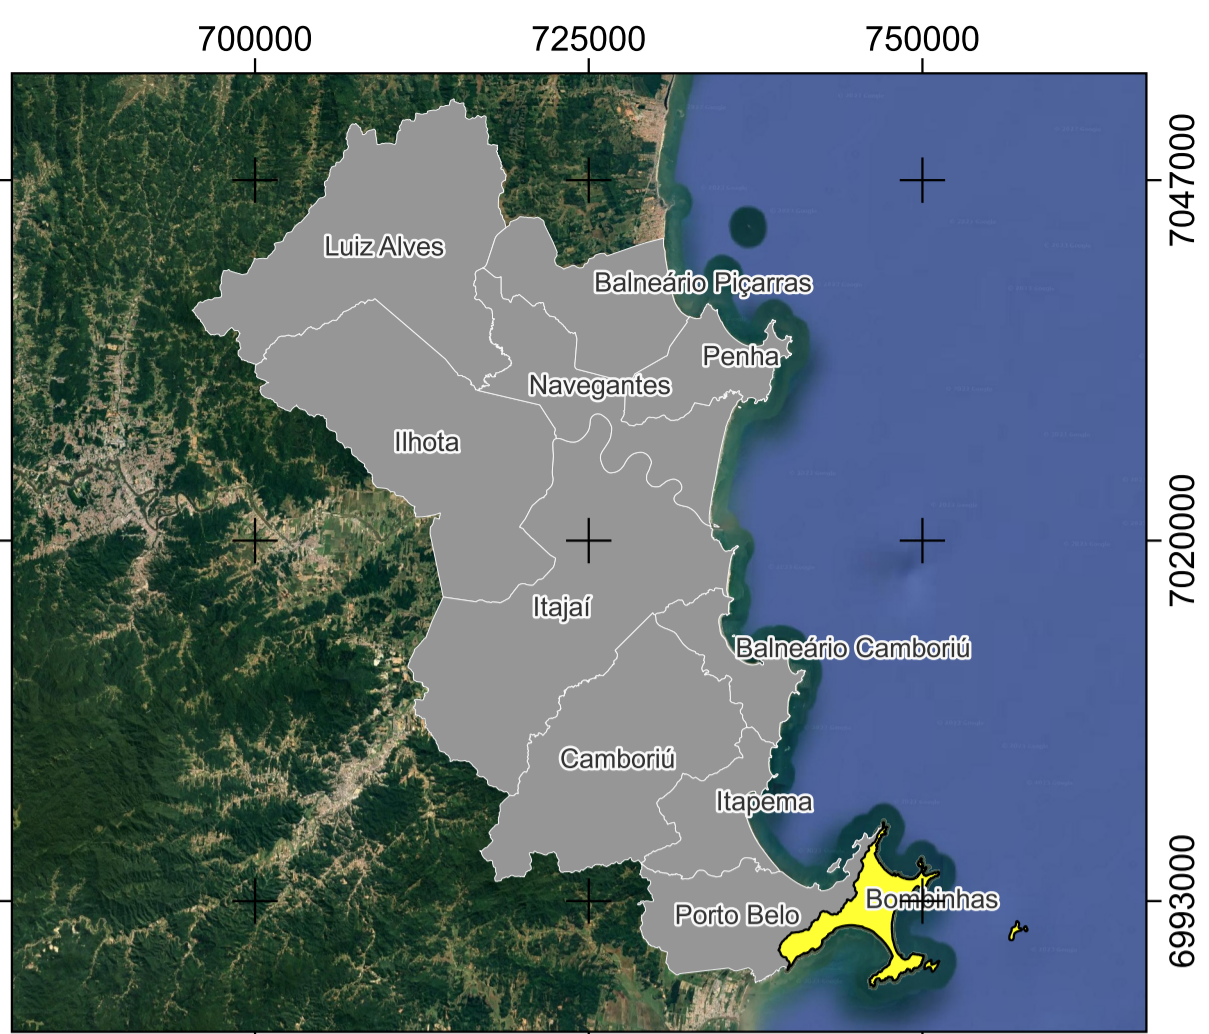 700000
725000
750000
7047000
Luiz Alves
Balneário Piçarras
Penha
Navegantes
Ilhota
7020000
Itajaí
Balneário Camboriú
Camboriú
Itapema
Bombinhas
Porto Belo
6993000